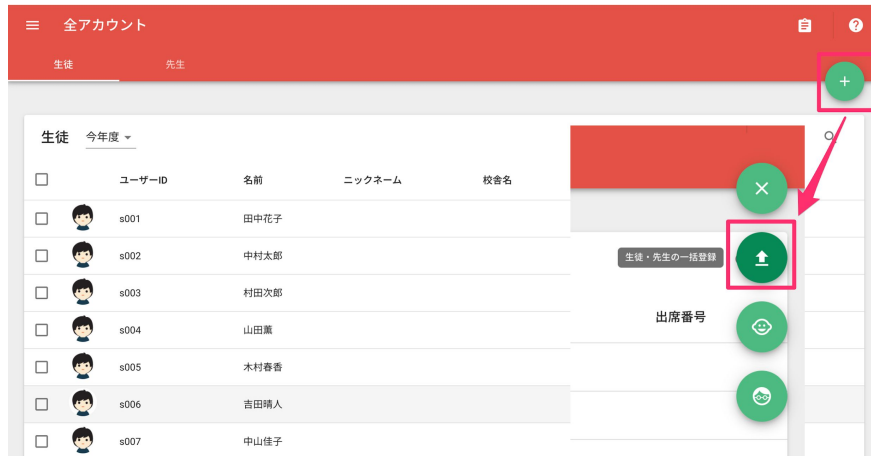 全アカウント
生徒 先生
生徒 今年度
ユーザーID 名前 ニックネーム 校舎名
s001 田中花子
s002 中村太郎
生徒・先生の一括登録
s003 村田次郎
出席番号
s004 山田薫
s005 木村春香
s006 吉田晴人
s007 中山佳子